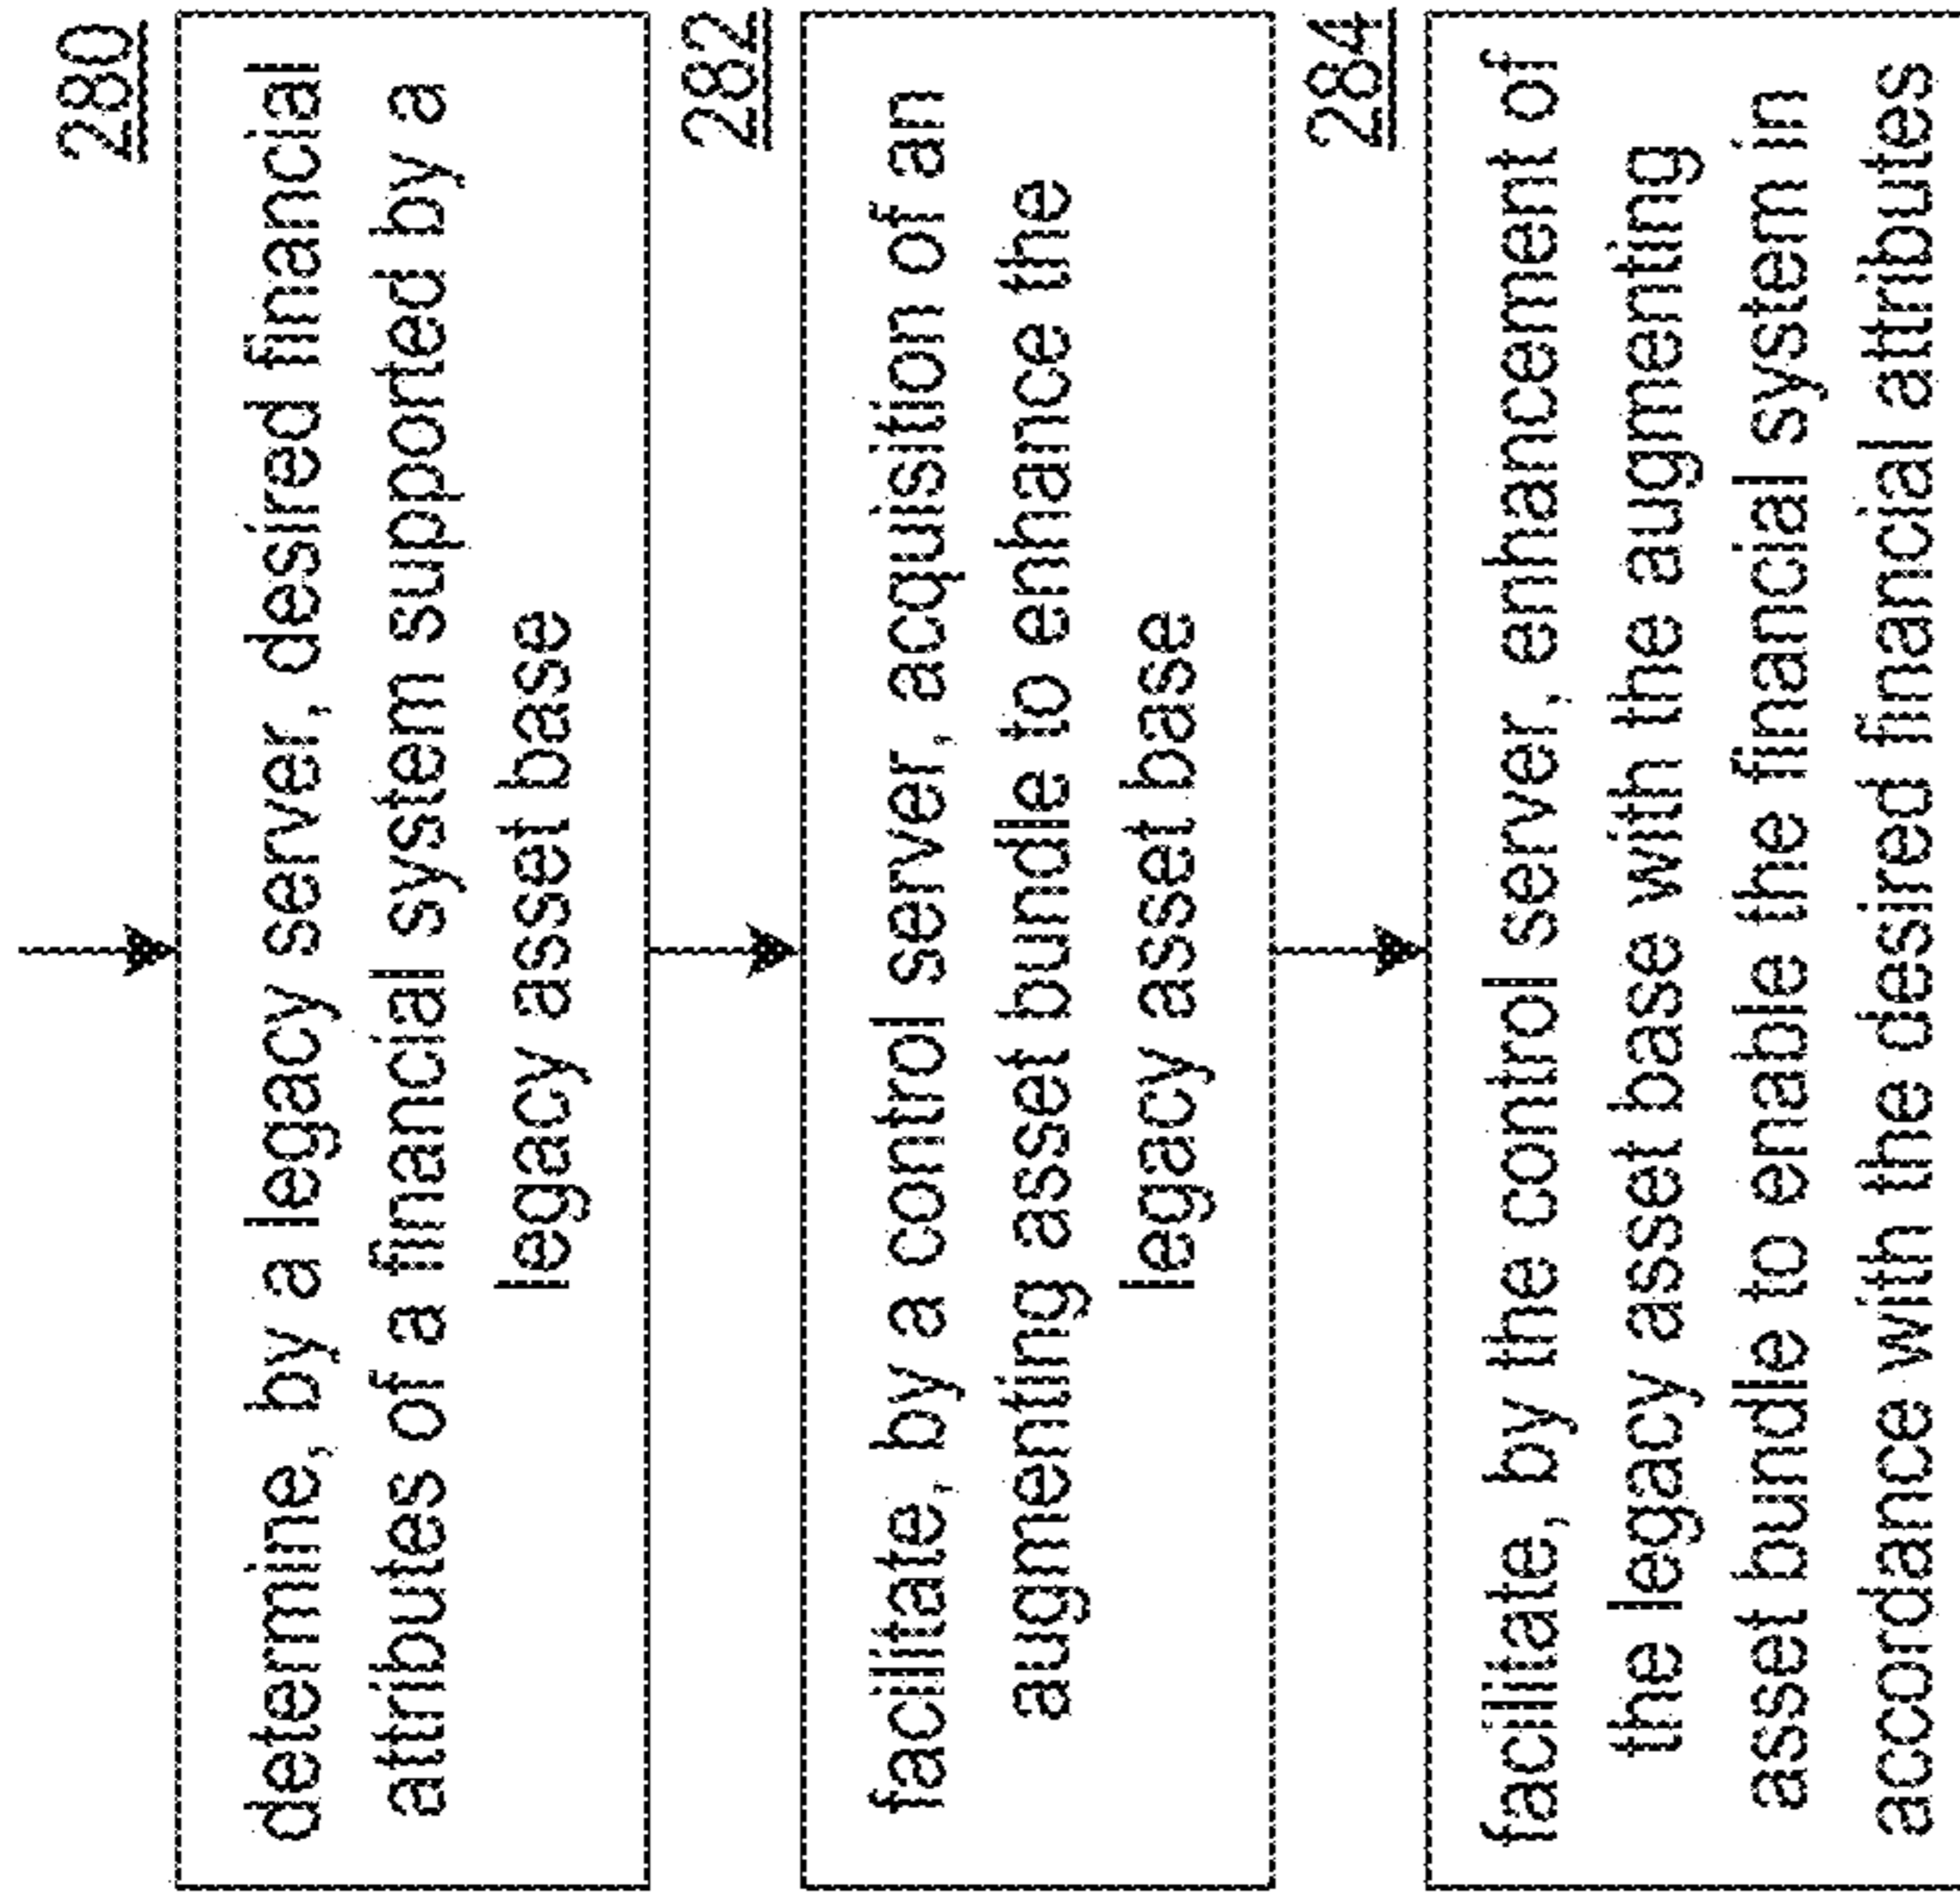 280
determine, by a legacy server, desired financial
attributes of a financial system supported by a
legacy asset base
282
facilitate, by a control server, acquisition of an
augmenting asset bundle to enhance the
legacy asset base
284
facilitate, by the control server, enhancement of
the legacy asset base with the augmenting
asset bundle to enable the financial system in
accordance with the desired financial attributes